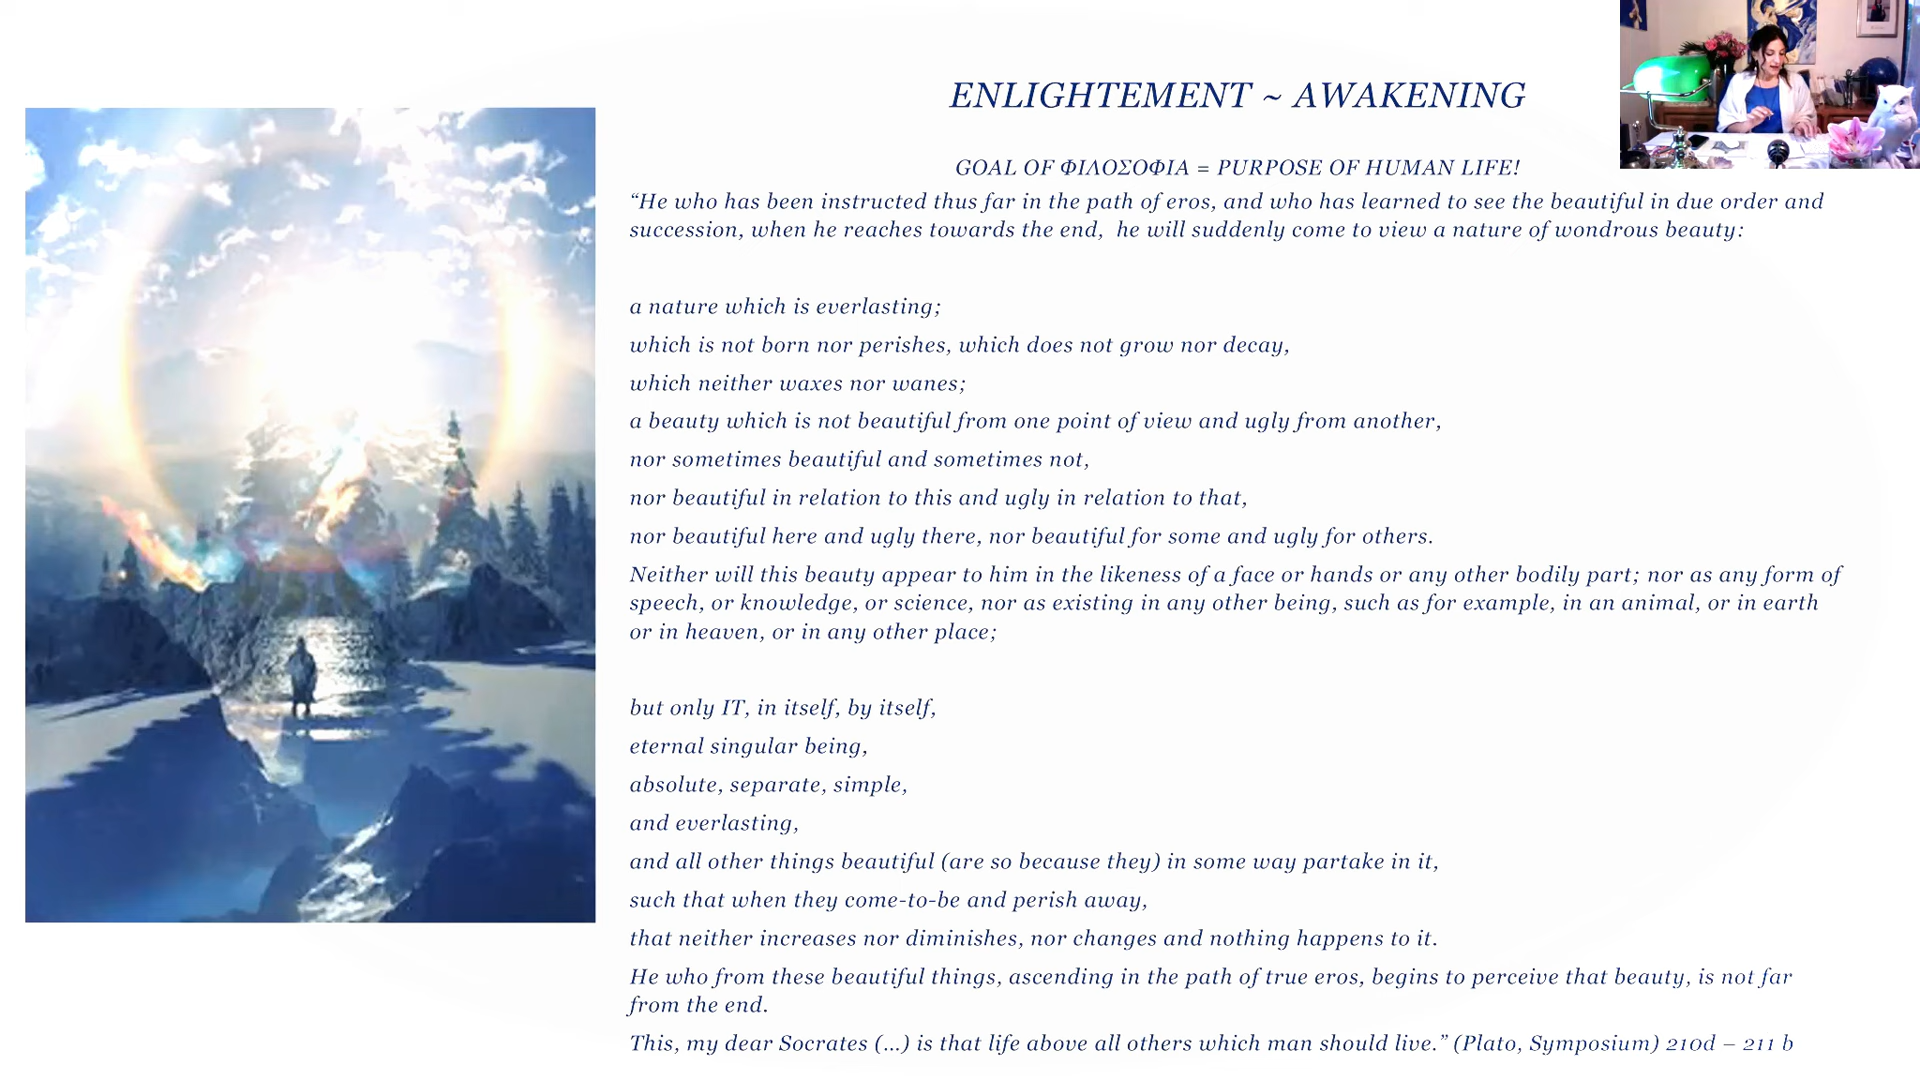 ENLIGHTEMENT ~ AWAKENING
GOAL OF ΦΙΛΟΣΟΦΙΑ = PURPOSE OF HUMAN LIFE!
“He who has been instructed thus far in the path of eros, and who has learned to see the beautiful in due order and
succession, when he reaches towards the end,  he will suddenly come to view a nature of wondrous beauty:
a nature which is everlasting;
which is not born nor perishes, which does not grow nor decay,
which neither waxes nor wanes;
a beauty which is not beautiful from one point of view and ugly from another,
nor sometimes beautiful and sometimes not,
nor beautiful in relation to this and ugly in relation to that,
nor beautiful here and ugly there, nor beautiful for some and ugly for others.
Neither will this beauty appear to him in the likeness of a face or hands or any other bodily part; nor as any form of
speech, or knowledge, or science, nor as existing in any other being, such as for example, in an animal, or in earth
or in heaven, or in any other place;
but only IT, in itself, by itself,
eternal singular being,
absolute, separate, simple,
and everlasting,
and all other things beautiful (are so because they) in some way partake in it,
such that when they come-to-be and perish away,
that neither increases nor diminishes, nor changes and nothing happens to it.
He who from these beautiful things, ascending in the path of true eros, begins to perceive that beauty, is not far
from the end.
This, my dear Socrates (...) is that life above all others which man should live.” (Plato, Symposium) 210d – 211 b